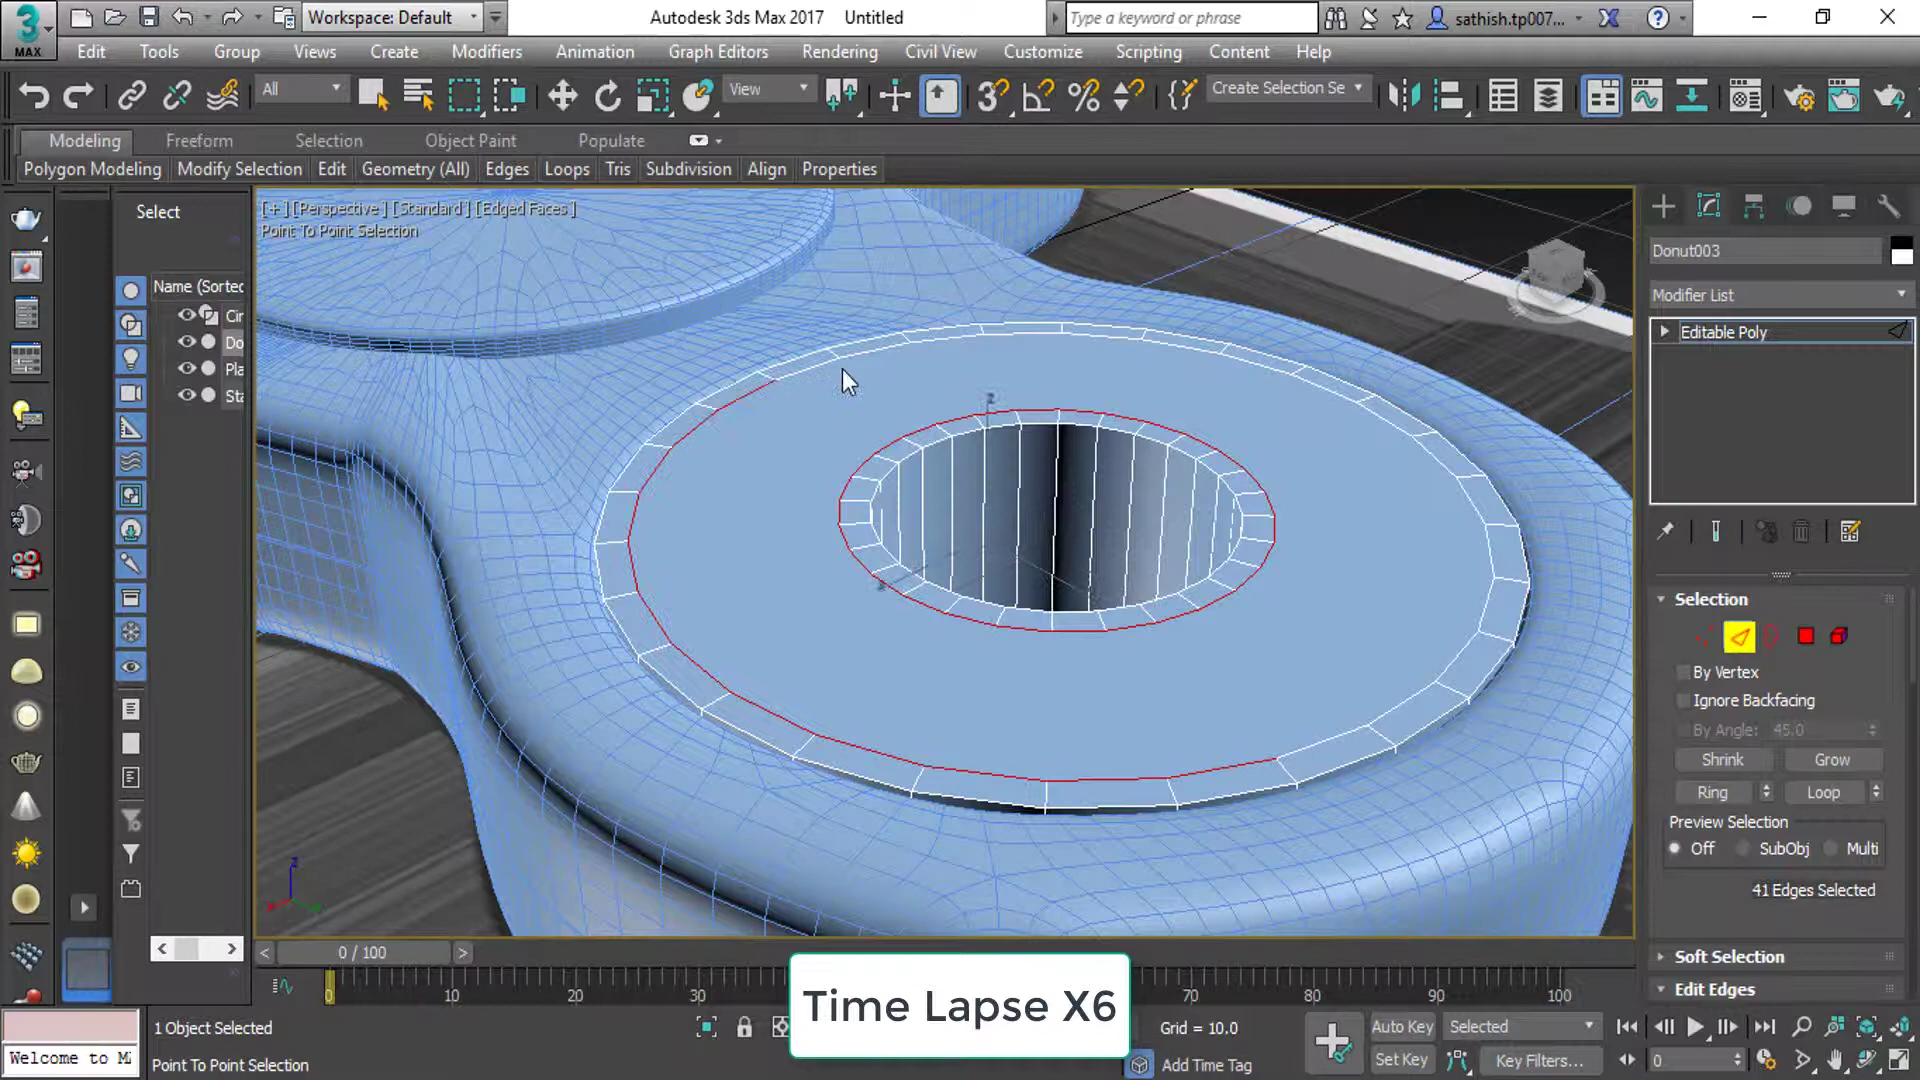 MAX
Workspace: Default
Autodesk 3ds Max 2017 Untitled
Type a keyword or phrase
sathish.tp007...
Edit Tools Group Views Create Modifiers Animation Graph Editors Rendering Civil View Customize Scripting Content Help
All
View
Create Selection Se
Modeling Freeform Selection Object Paint Populate
Polygon Modeling Modify Selection Edit Geometry (All) Edges Loops Tris Subdivision Align Properties
Select
Name (Sorted
Cir
Do
Pla
Sta
[+] [Perspective] [Standard] [Edged Faces]
Point To Point Selection
Donut003
Modifier List
Editable Poly
Selection
By Vertex
Ignore Backfacing
By Angle: 45.0
Shrink Grow
Ring Loop
Preview Selection
Off SubObj Multi
41 Edges Selected
Soft Selection
Edit Edges
0 / 100
0 10 20 30 70 80 90 100
Time Lapse X6
1 Object Selected
Welcome to M
Point To Point Selection
Grid = 10.0
Add Time Tag
Auto Key Selected
Set Key Key Filters...
0